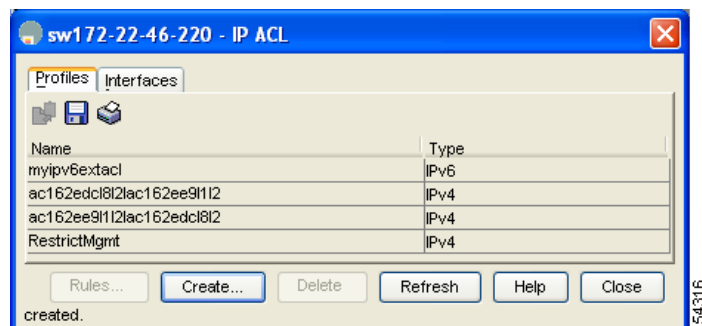 sw172-22-46-220 - IP ACL
Profiles Interfaces
Name Type
myipv6extacl IPv6
ac162edcl8l2lac162ee9l1l2 IPv4
ac162ee9l1l2lac162edcl8l2 IPv4
RestrictMgmt IPv4
Rules... Create... Delete Refresh Help Close
created.
54316